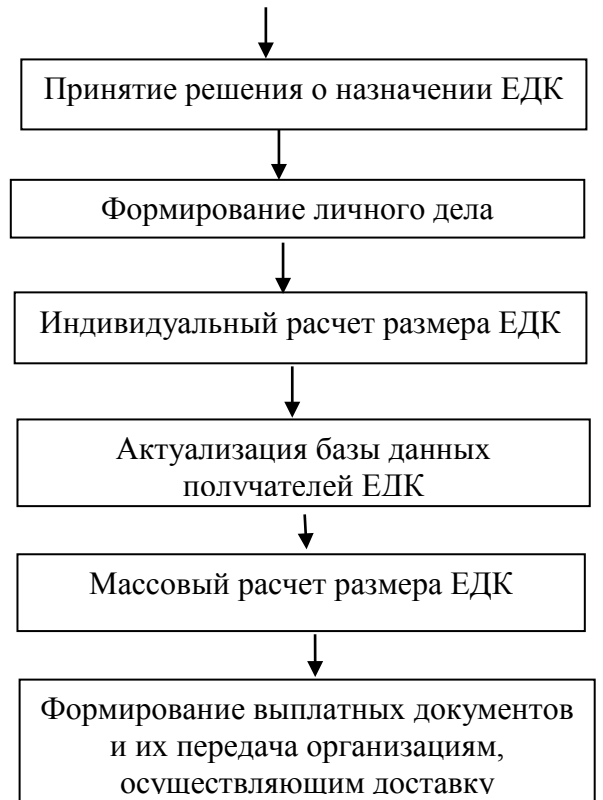 Принятие решения о назначении ЕДК
Формирование личного дела
Индивидуальный расчет размера ЕДК
Актуализация базы данных
получателей ЕДК
Массовый расчет размера ЕДК
Формирование выплатных документов
и их передача организациям,
осуществляющим доставку